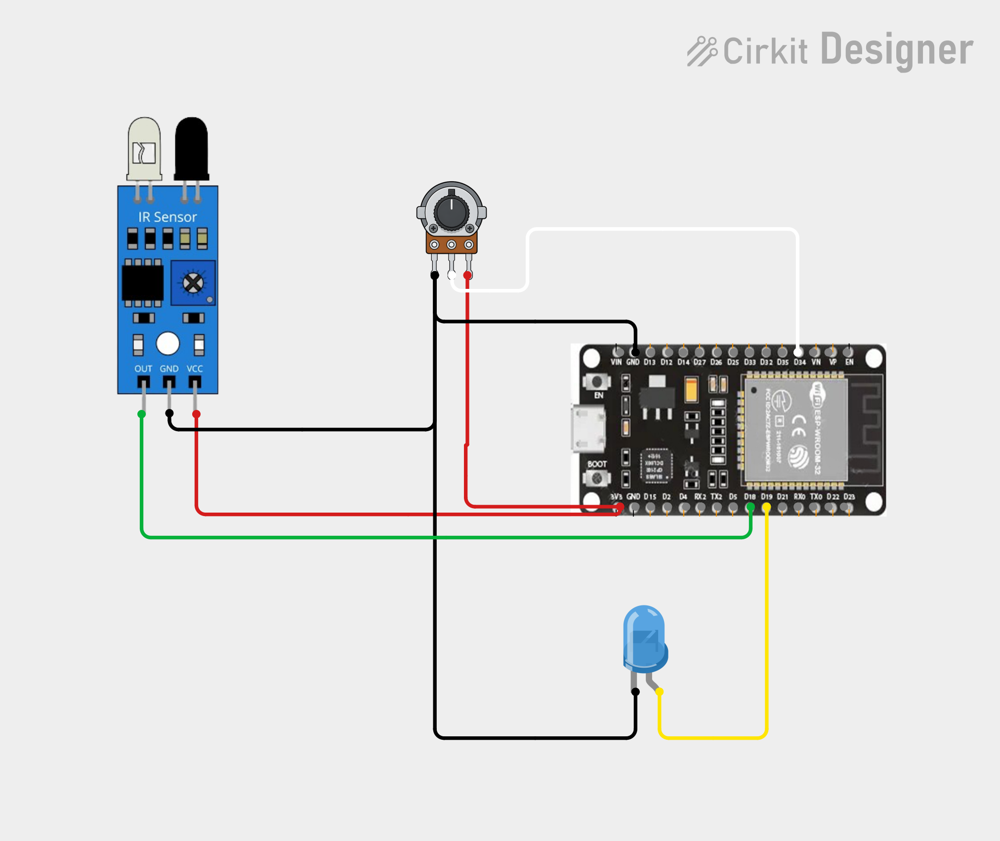 Cirkit Designer
IR Sensor
OUT GND VCC
VIN GND D13 D12 D14 D27 D26 D25 D33 D32 D35 D34 VN VP EN
EN
WiFi ESP-WROOM-32
CE
BOOT
3V3 GND D15 D2 D4 RX2 TX2 D5 D18 D19 D21 RX0 TX0 D22 D23